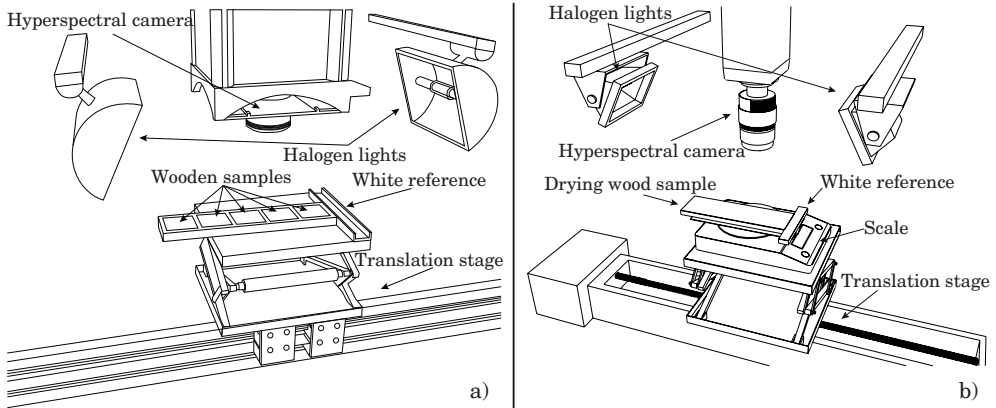 Hyperspectral camera
Halogen lights
Wooden samples
White reference
Translation stage
a)
Halogen lights
Hyperspectral camera
Drying wood sample
White reference
Scale
Translation stage
b)